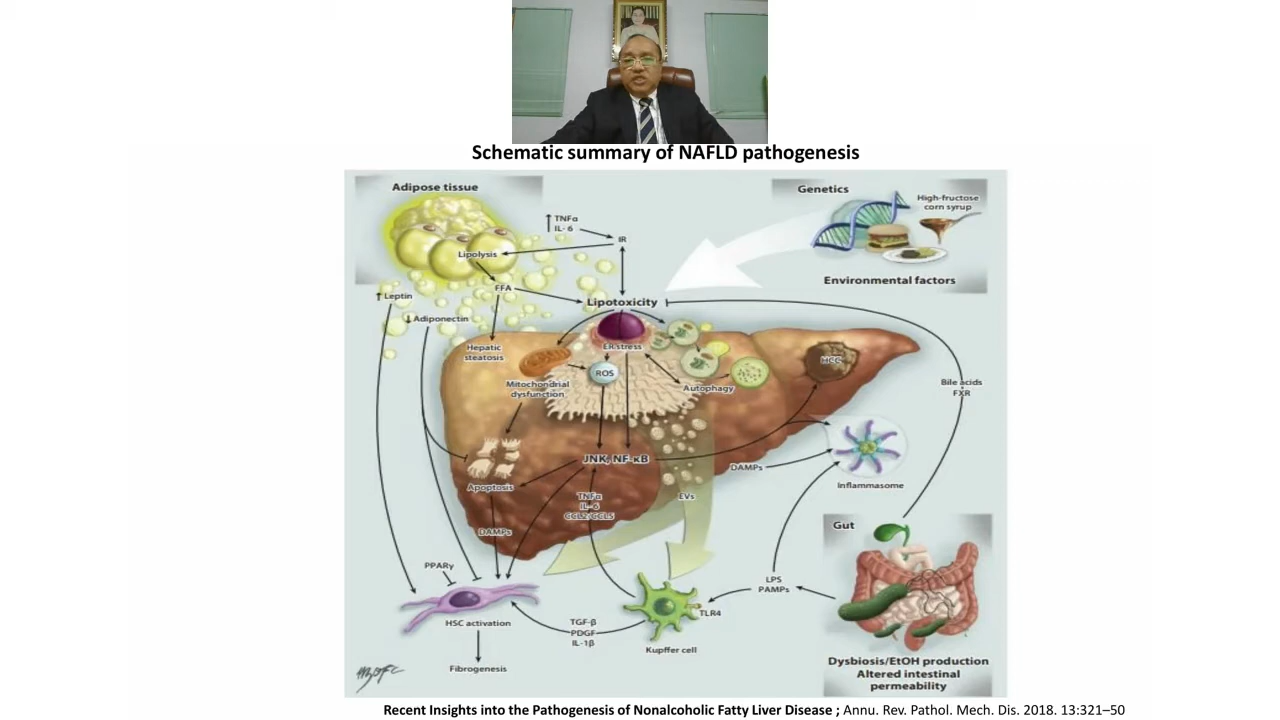 Schematic summary of NAFLD pathogenesis
Adipose tissue
Genetics
High-fructose
corn syrup
TNFα
IL-6
IR
Lipolysis
FFA
Environmental factors
Leptin
Lipotoxicity
Adiponectin
Hepatic
steatosis
ER stress
ROS
HCC
Mitochondrial
dysfunction
Autophagy
Bile acids
FXR
JNK, NF-κB
DAMPs
Apoptosis
Inflammasome
TNFα
IL-6
CCL2/CCL5
EVs
Gut
DAMPs
PPARγ
LPS
PAMPs
TLR4
HSC activation
TGF-β
PDGF
IL-1β
Kupffer cell
Fibrogenesis
Dysbiosis/EtOH production
Altered intestinal
permeability
Recent Insights into the Pathogenesis of Nonalcoholic Fatty Liver Disease ; Annu. Rev. Pathol. Mech. Dis. 2018. 13:321–50